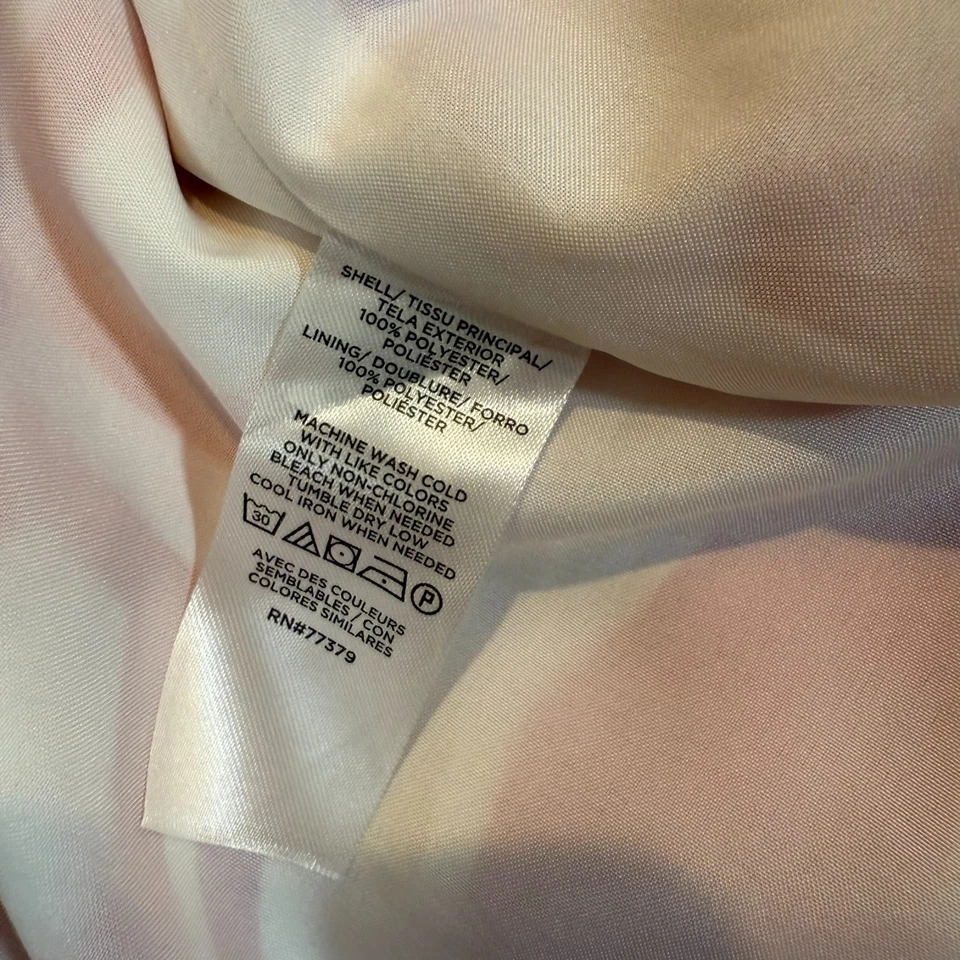 SHELL/ TISSU PRINCIPAL/
TELA EXTERIOR
100% POLYESTER/
POLIÉSTER
LINING/ DOUBLURE/ FORRO
100% POLYESTER/
POLIÉSTER
MACHINE WASH COLD
WITH LIKE COLORS
ONLY NON-CHLORINE
BLEACH WHEN NEEDED
TUMBLE DRY LOW
COOL IRON WHEN NEEDED
30 P
AVEC DES COULEURS
SEMBLABLES / CON
COLORES SIMILARES
RN#77379